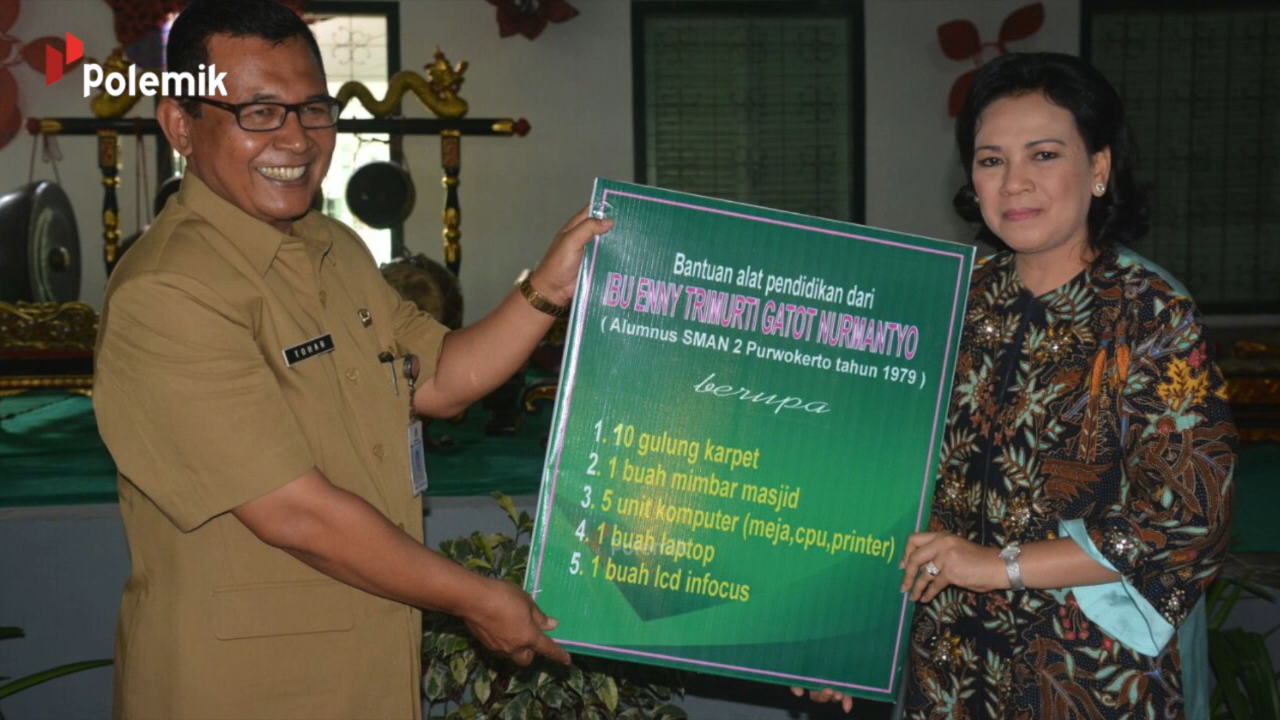 Polemik
YOHAN
Bantuan alat pendidikan dari
IBU ENNY TRIMURTI GATOT NURMANTYO
( Alumnus SMAN 2 Purwokerto tahun 1979 )
berupa
1. 10 gulung karpet
2. 1 buah mimbar masjid
3. 5 unit komputer (meja,cpu,printer)
4. 1 buah laptop
5. 1 buah lcd infocus